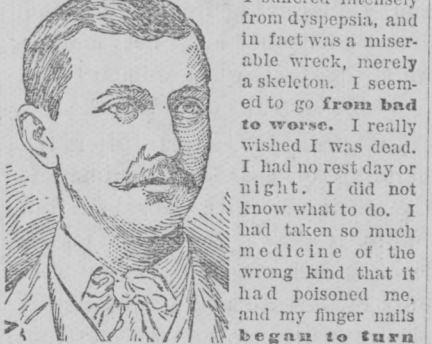 I suffered intensely
from dyspepsia, and
in fact was a miser-
able wreck, merely
a skeleton. I seem-
ed to go from bad
to worse. I really
wished I was dead.
I had no rest day or
night. I did not
know what to do. I
had taken so much
medicine of the
wrong kind that it
had poisoned me,
and my finger nails
began to turn